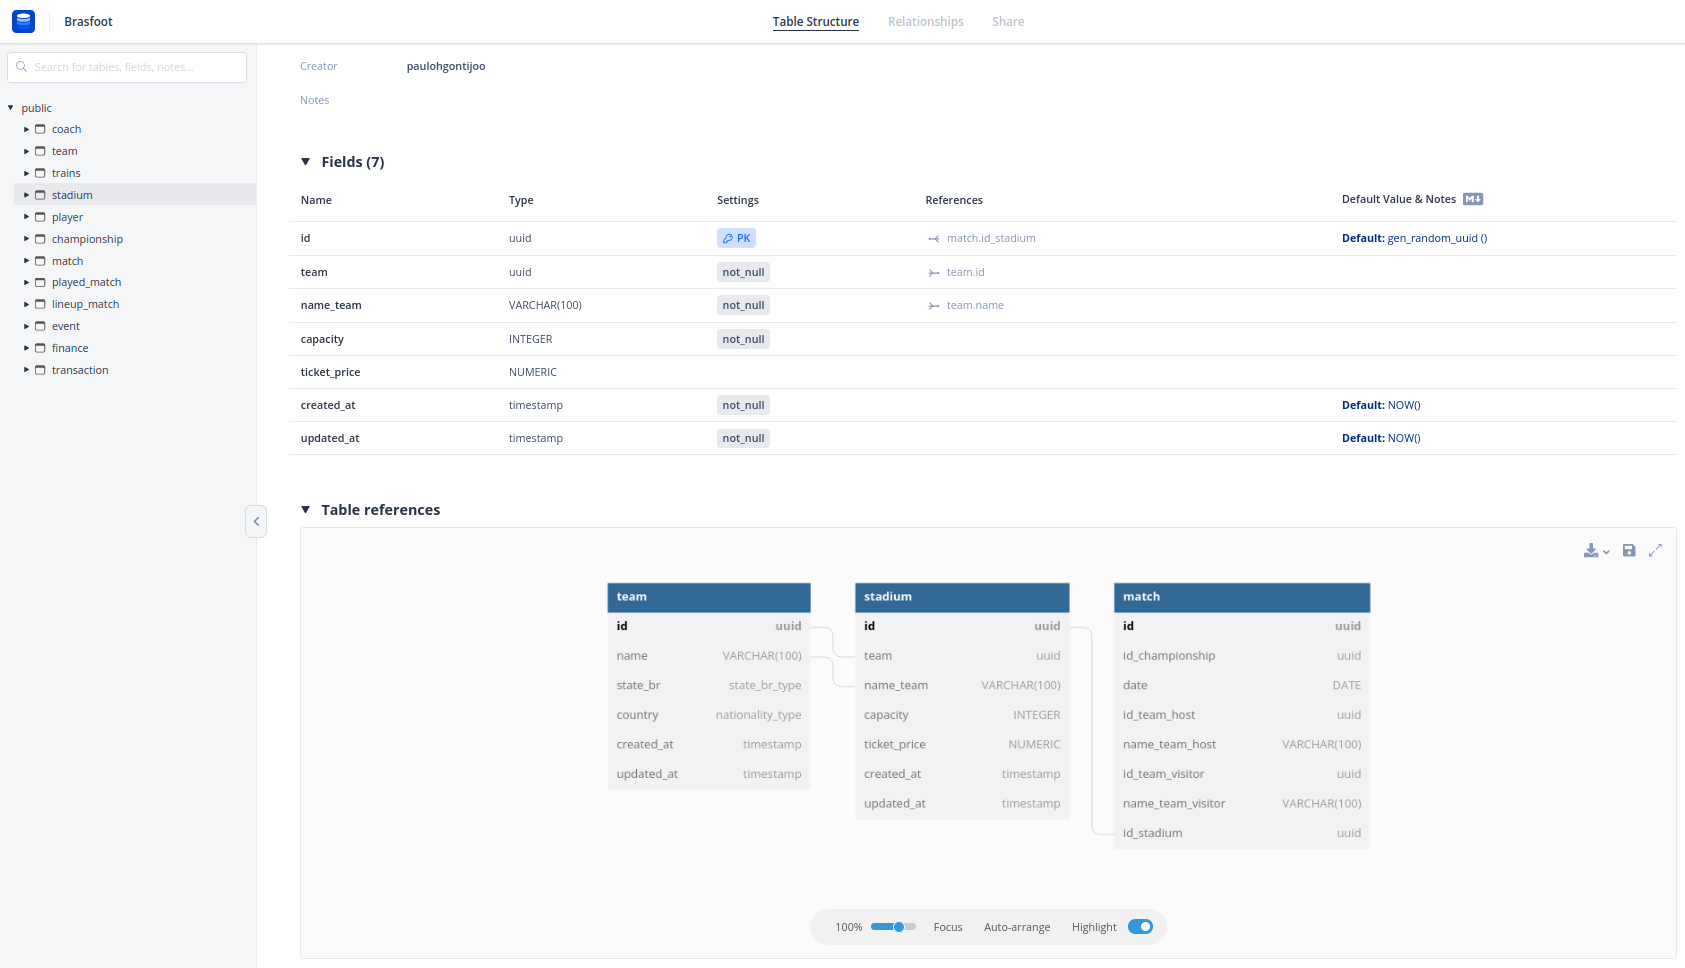 Brasfoot
Table Structure Relationships Share
Search for tables, fields, notes...
public
coach
team
trains
stadium
player
championship
match
played_match
lineup_match
event
finance
transaction
Creator paulohgontijoo
Notes
Fields (7)
Name Type Settings References Default Value & Notes M↓
id uuid PK match.id_stadium Default: gen_random_uuid ()
team uuid not_null team.id
name_team VARCHAR(100) not_null team.name
capacity INTEGER not_null
ticket_price NUMERIC
created_at timestamp not_null Default: NOW()
updated_at timestamp not_null Default: NOW()
Table references
team
id uuid
name VARCHAR(100)
state_br state_br_type
country nationality_type
created_at timestamp
updated_at timestamp
stadium
id uuid
team uuid
name_team VARCHAR(100)
capacity INTEGER
ticket_price NUMERIC
created_at timestamp
updated_at timestamp
match
id uuid
id_championship uuid
date DATE
id_team_host uuid
name_team_host VARCHAR(100)
id_team_visitor uuid
name_team_visitor VARCHAR(100)
id_stadium uuid
100% Focus Auto-arrange Highlight